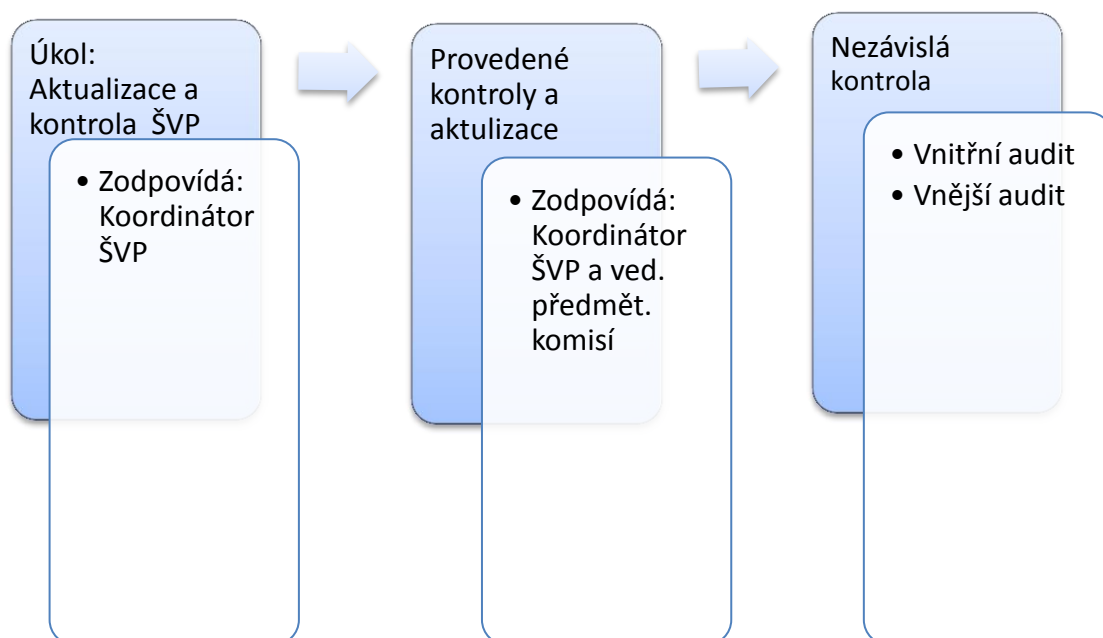 Úkol:
Aktualizace a
kontrola ŠVP
• Zodpovídá:
Koordinátor
ŠVP
Provedené
kontroly a
aktulizace
• Zodpovídá:
Koordinátor
ŠVP a ved.
předmět.
komisí
Nezávislá
kontrola
• Vnitřní audit
• Vnější audit